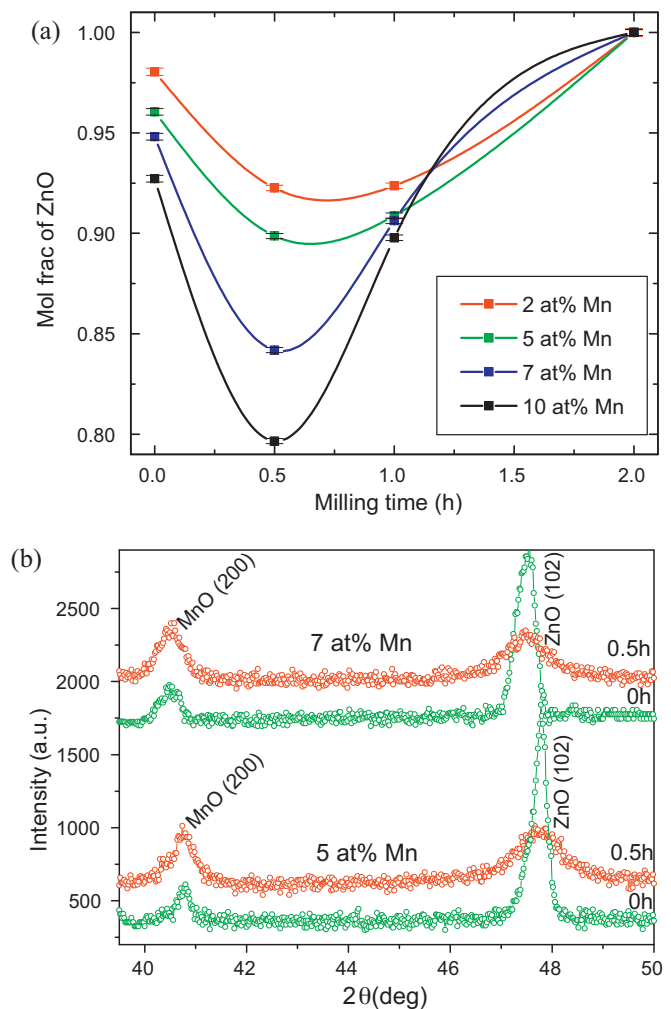 (a)
1.00
0.95
0.90
0.85
0.80
Mol frac of ZnO
2 at% Mn
5 at% Mn
7 at% Mn
10 at% Mn
0.0 0.5 1.0 1.5 2.0
Milling time (h)
(b)
2500
2000
1500
1000
500
Intensity (a.u.)
MnO (200)
7 at% Mn
ZnO (102)
0.5h
0h
MnO (200)
5 at% Mn
ZnO (102)
0.5h
0h
40 42 44 46 48 50
2θ(deg)